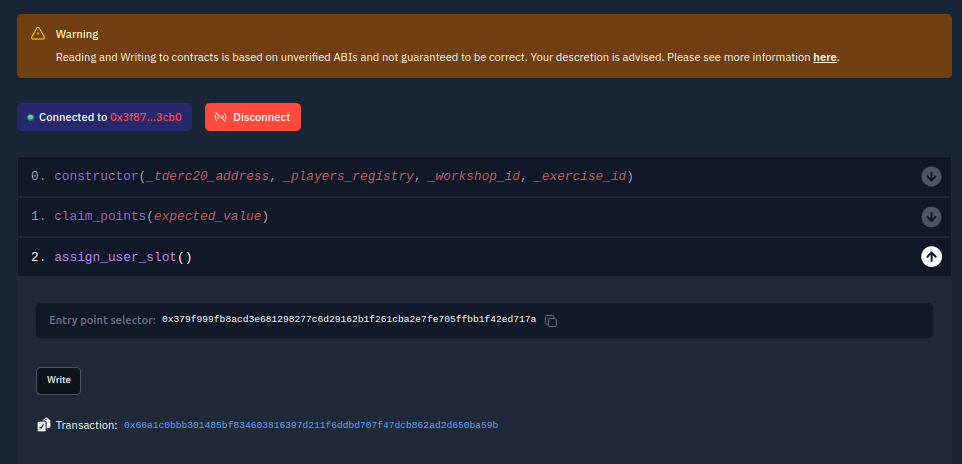 Warning
Reading and Writing to contracts is based on unverified ABIs and not guaranteed to be correct. Your descretion is advised. Please see more information here.
Connected to 0x3f87...3cb0
Disconnect
0. constructor(_tderc20_address, _players_registry, _workshop_id, _exercise_id)
1. claim_points(expected_value)
2. assign_user_slot()
Entry point selector: 0x379f999fb8acd3e681298277c6d29162b1f261cba2e7fe705ffbb1f42ed717a
Write
Transaction: 0x66a1c0bbb301485bf834603816397d211f6ddbd707f47dcb862ad2d650ba59b